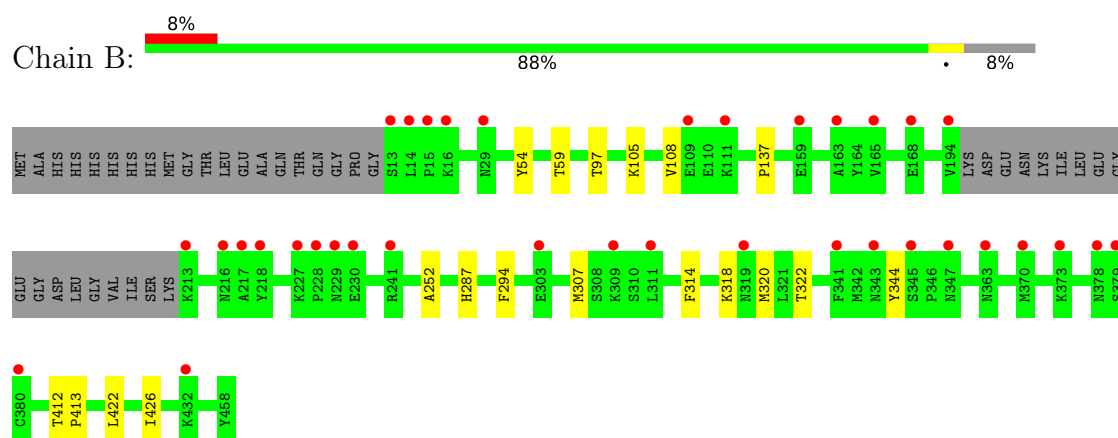 8%
Chain B:
88% • 8%
MET ALA HIS HIS HIS HIS HIS HIS MET GLY THR LEU GLU ALA GLN THR GLN GLY PRO GLY S13 L14 P15 K16 N29 Y54 T59 T97 K105 V108 E109 E110 K111 P137 E159 A163 Y164 V165 E168 V194 LYS ASP GLU ASN LYS ILE LEU GLU GLY
GLU GLY ASP LEU GLY VAL ILE SER LYS K213 N216 A217 Y218 K227 P228 N229 E230 R241 A252 H287 F294 E303 M307 S308 K309 S310 L311 F314 K318 N319 M320 L321 T322 F341 M342 N343 Y344 S345 P346 N347 N363 M370 K373 N378 S379
C380 T412 P413 L422 I426 K432 Y458